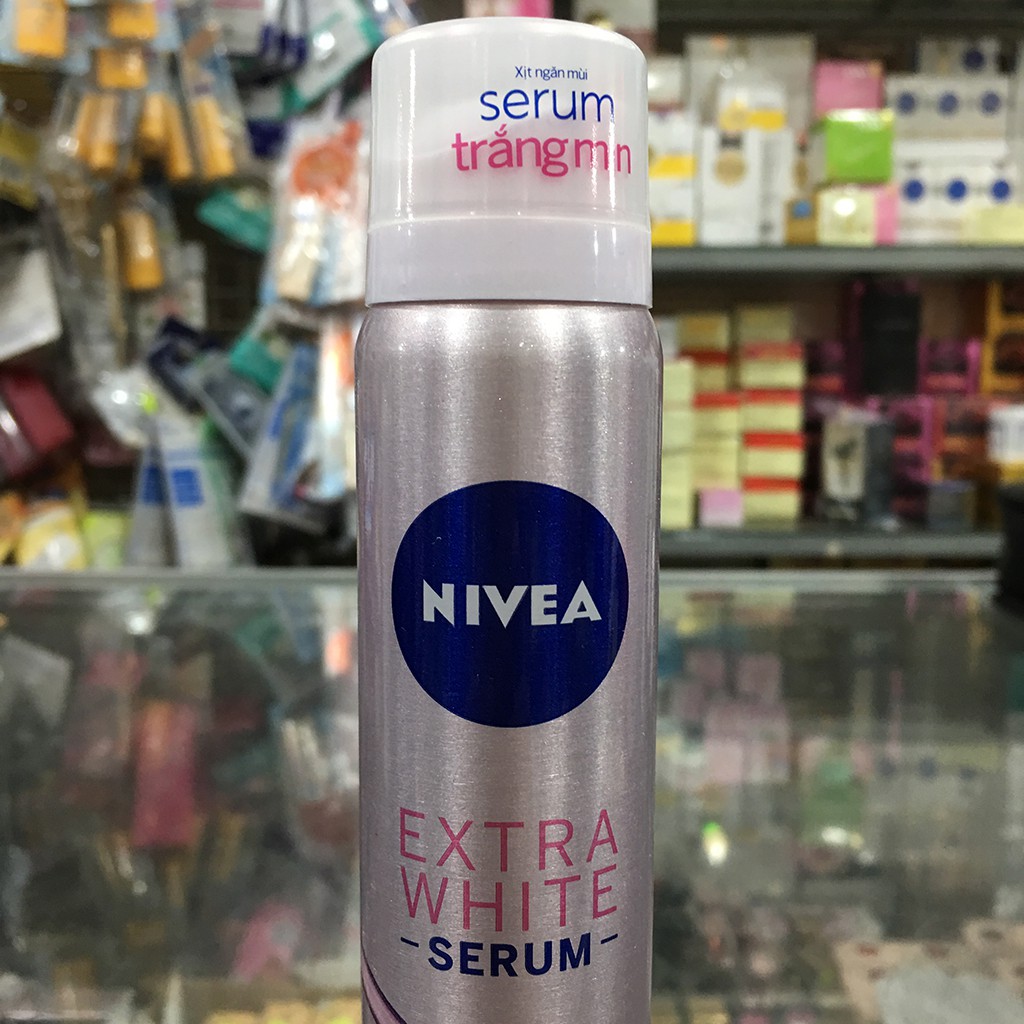 Xịt ngăn mùi
serum
trắng mịn
NIVEA
EXTRA
WHITE
–SERUM–